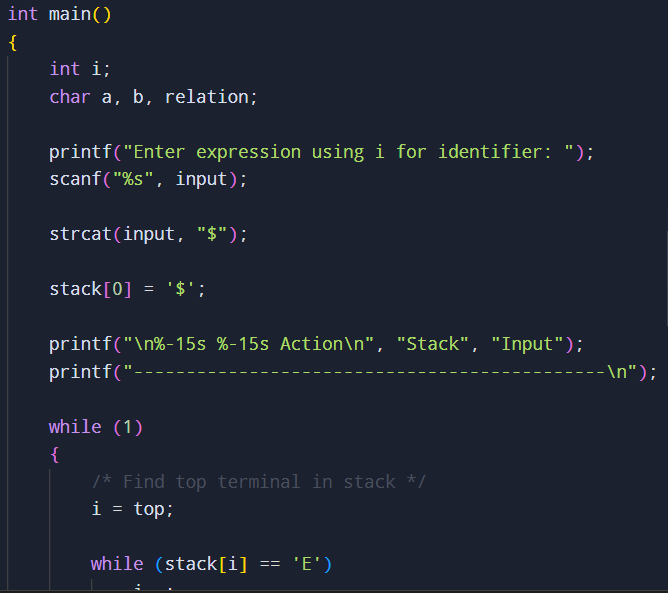 int main()
{
    int i;
    char a, b, relation;
    printf("Enter expression using i for identifier: ");
    scanf("%s", input);
    strcat(input, "$");
    stack[0] = '$';
    printf("\n%-15s %-15s Action\n", "Stack", "Input");
    printf("---------------------------------------------\n");
    while (1)
    {
        /* Find top terminal in stack */
        i = top;
        while (stack[i] == 'E')